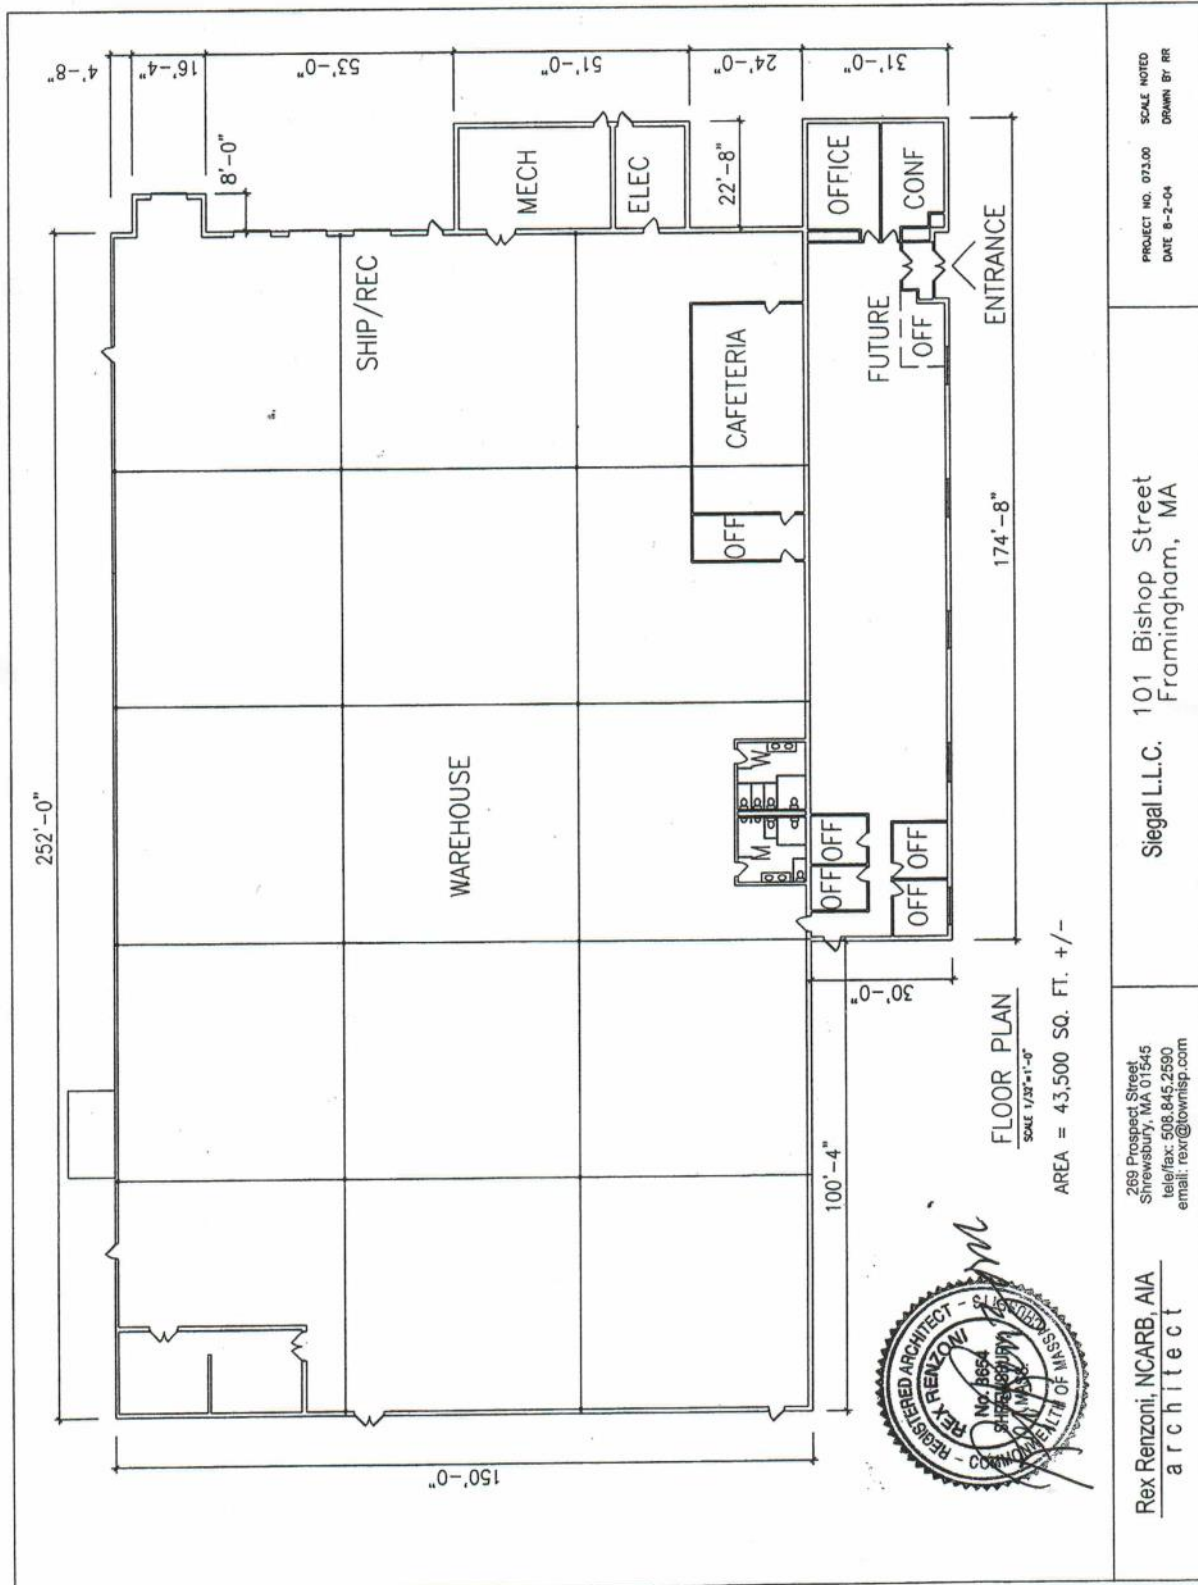 252'-0"
4'-8"
16'-4"
53'-0"
51'-0"
24'-0"
31'-0"
8'-0"
22'-8"
150'-0"
SHIP/REC
MECH
ELEC
WAREHOUSE
CAFETERIA
OFF
M
W
OFFICE
CONF
FUTURE
OFF
ENTRANCE
OFF
OFF
OFF
OFF
174'-8"
30'-0"
100'-4"
FLOOR PLAN
SCALE 1/32"=1'-0"
AREA = 43,500 SQ. FT. +/-
REGISTERED ARCHITECT
REX RENZONI
No. 8654
SHREWSBURY
MASS.
COMMONWEALTH OF MASSACHUSETTS
Rex Renzoni, NCARB, AIA
architect
269 Prospect Street
Shrewsbury, MA 01545
tele/fax: 508.845.2590
email: rexr@townisp.com
Siegal L.L.C. 101 Bishop Street
Framingham, MA
PROJECT NO. 073.00 SCALE NOTED
DATE 8-2-04 DRAWN BY RR